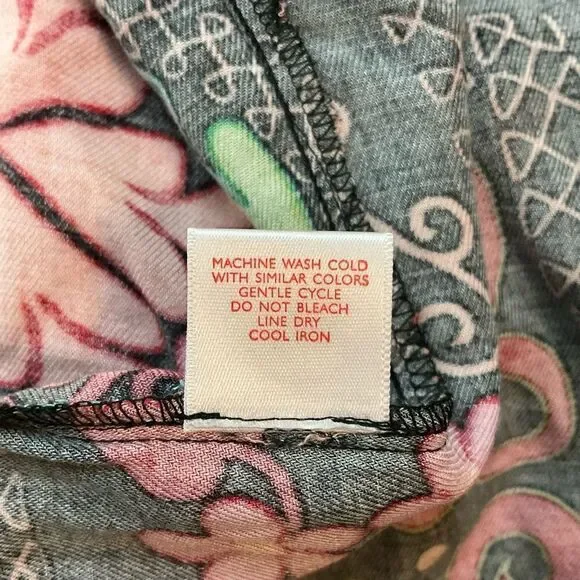 MACHINE WASH COLD
WITH SIMILAR COLORS
GENTLE CYCLE
DO NOT BLEACH
LINE DRY
COOL IRON